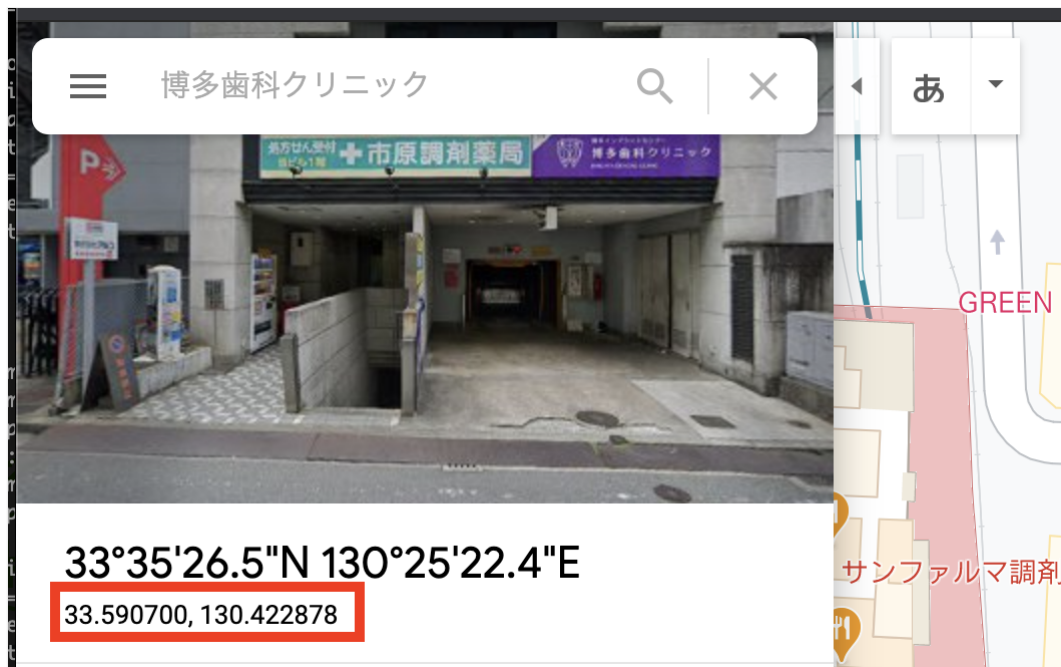 博多歯科クリニック
あ
処方せん受付
市原調剤薬局
博多歯科クリニック
P
GREEN
サンファルマ調剤
33°35'26.5"N 130°25'22.4"E
33.590700, 130.422878